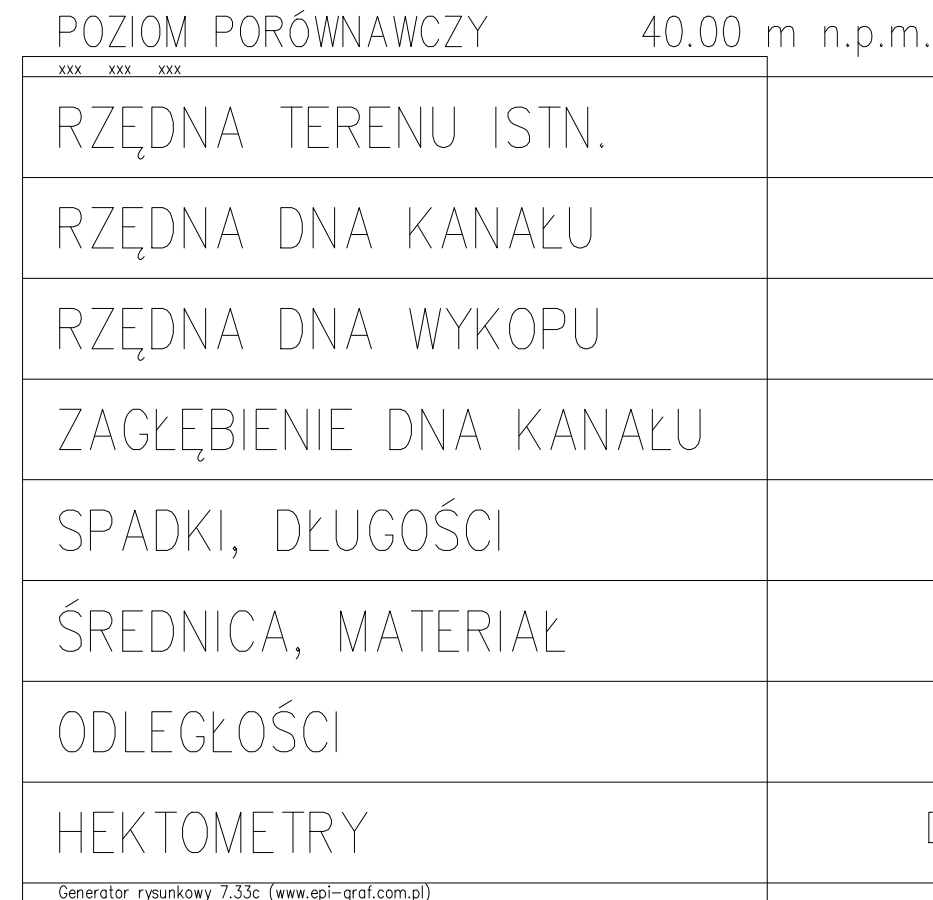 POZIOM PORÓWNAWCZY 40.00 m n.p.m.
xxx xxx xxx
RZĘDNA TERENU ISTN.
RZĘDNA DNA KANAŁU
RZĘDNA DNA WYKOPU
ZAGŁĘBIENIE DNA KANAŁU
SPADKI, DŁUGOŚCI
ŚREDNICA, MATERIAŁ
ODLEGŁOŚCI
HEKTOMETRY
Generator rysunkowy 7.33c (www.epi-graf.com.pl)